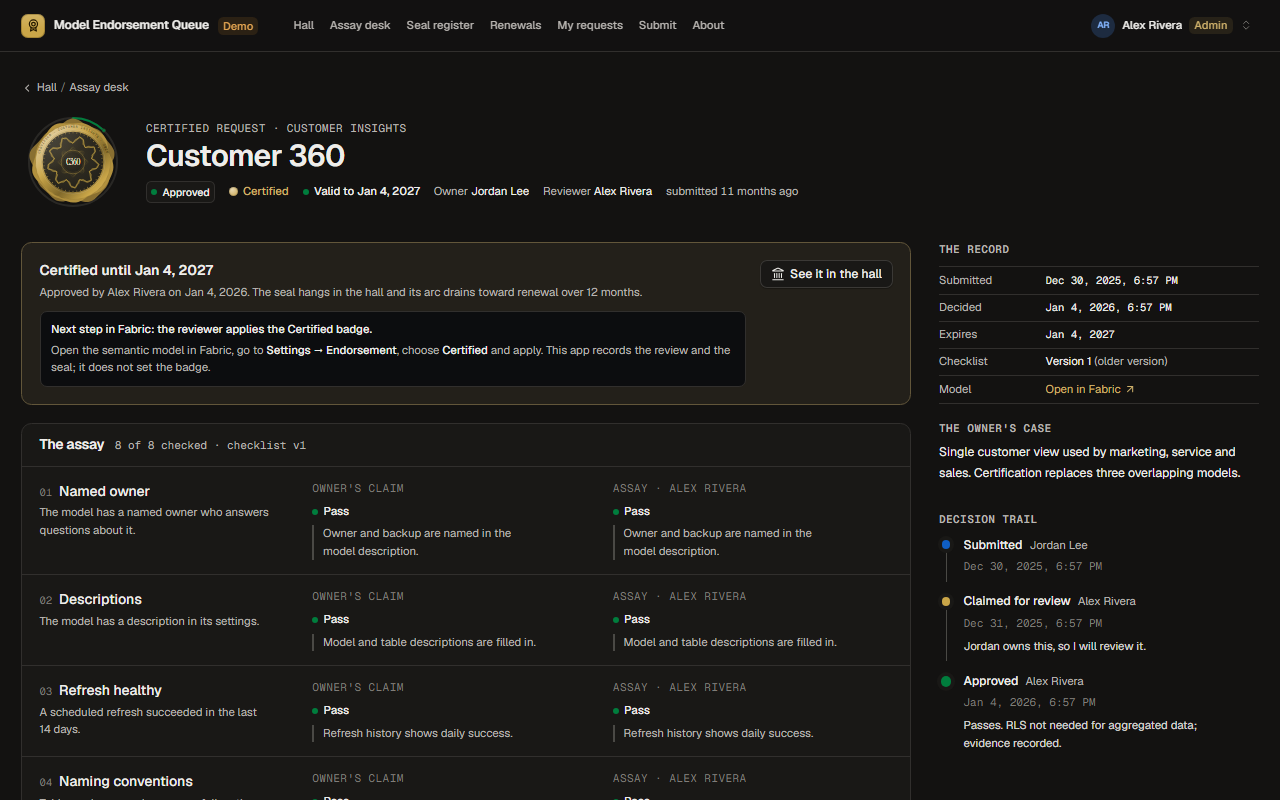 Model Endorsement Queue Demo Hall Assay desk Seal register Renewals My requests Submit About AR Alex Rivera Admin
Hall / Assay desk
C360
CERTIFIED REQUEST · CUSTOMER INSIGHTS
Customer 360
Approved Certified Valid to Jan 4, 2027 Owner Jordan Lee Reviewer Alex Rivera submitted 11 months ago
Certified until Jan 4, 2027
See it in the hall
Approved by Alex Rivera on Jan 4, 2026. The seal hangs in the hall and its arc drains toward renewal over 12 months.
Next step in Fabric: the reviewer applies the Certified badge.
Open the semantic model in Fabric, go to Settings → Endorsement, choose Certified and apply. This app records the review and the
seal; it does not set the badge.
The assay 8 of 8 checked · checklist v1
01 Named owner
The model has a named owner who answers
questions about it.
OWNER'S CLAIM
Pass
Owner and backup are named in the
model description.
ASSAY · ALEX RIVERA
Pass
Owner and backup are named in the
model description.
02 Descriptions
The model has a description in its settings.
OWNER'S CLAIM
Pass
Model and table descriptions are filled in.
ASSAY · ALEX RIVERA
Pass
Model and table descriptions are filled in.
03 Refresh healthy
A scheduled refresh succeeded in the last
14 days.
OWNER'S CLAIM
Pass
Refresh history shows daily success.
ASSAY · ALEX RIVERA
Pass
Refresh history shows daily success.
04 Naming conventions
OWNER'S CLAIM
Pass
ASSAY · ALEX RIVERA
Pass
THE RECORD
Submitted Dec 30, 2025, 6:57 PM
Decided Jan 4, 2026, 6:57 PM
Expires Jan 4, 2027
Checklist Version 1 (older version)
Model Open in Fabric ↗
THE OWNER'S CASE
Single customer view used by marketing, service and
sales. Certification replaces three overlapping models.
DECISION TRAIL
Submitted Jordan Lee
Dec 30, 2025, 6:57 PM
Claimed for review Alex Rivera
Dec 31, 2025, 6:57 PM
Jordan owns this, so I will review it.
Approved Alex Rivera
Jan 4, 2026, 6:57 PM
Passes. RLS not needed for aggregated data;
evidence recorded.